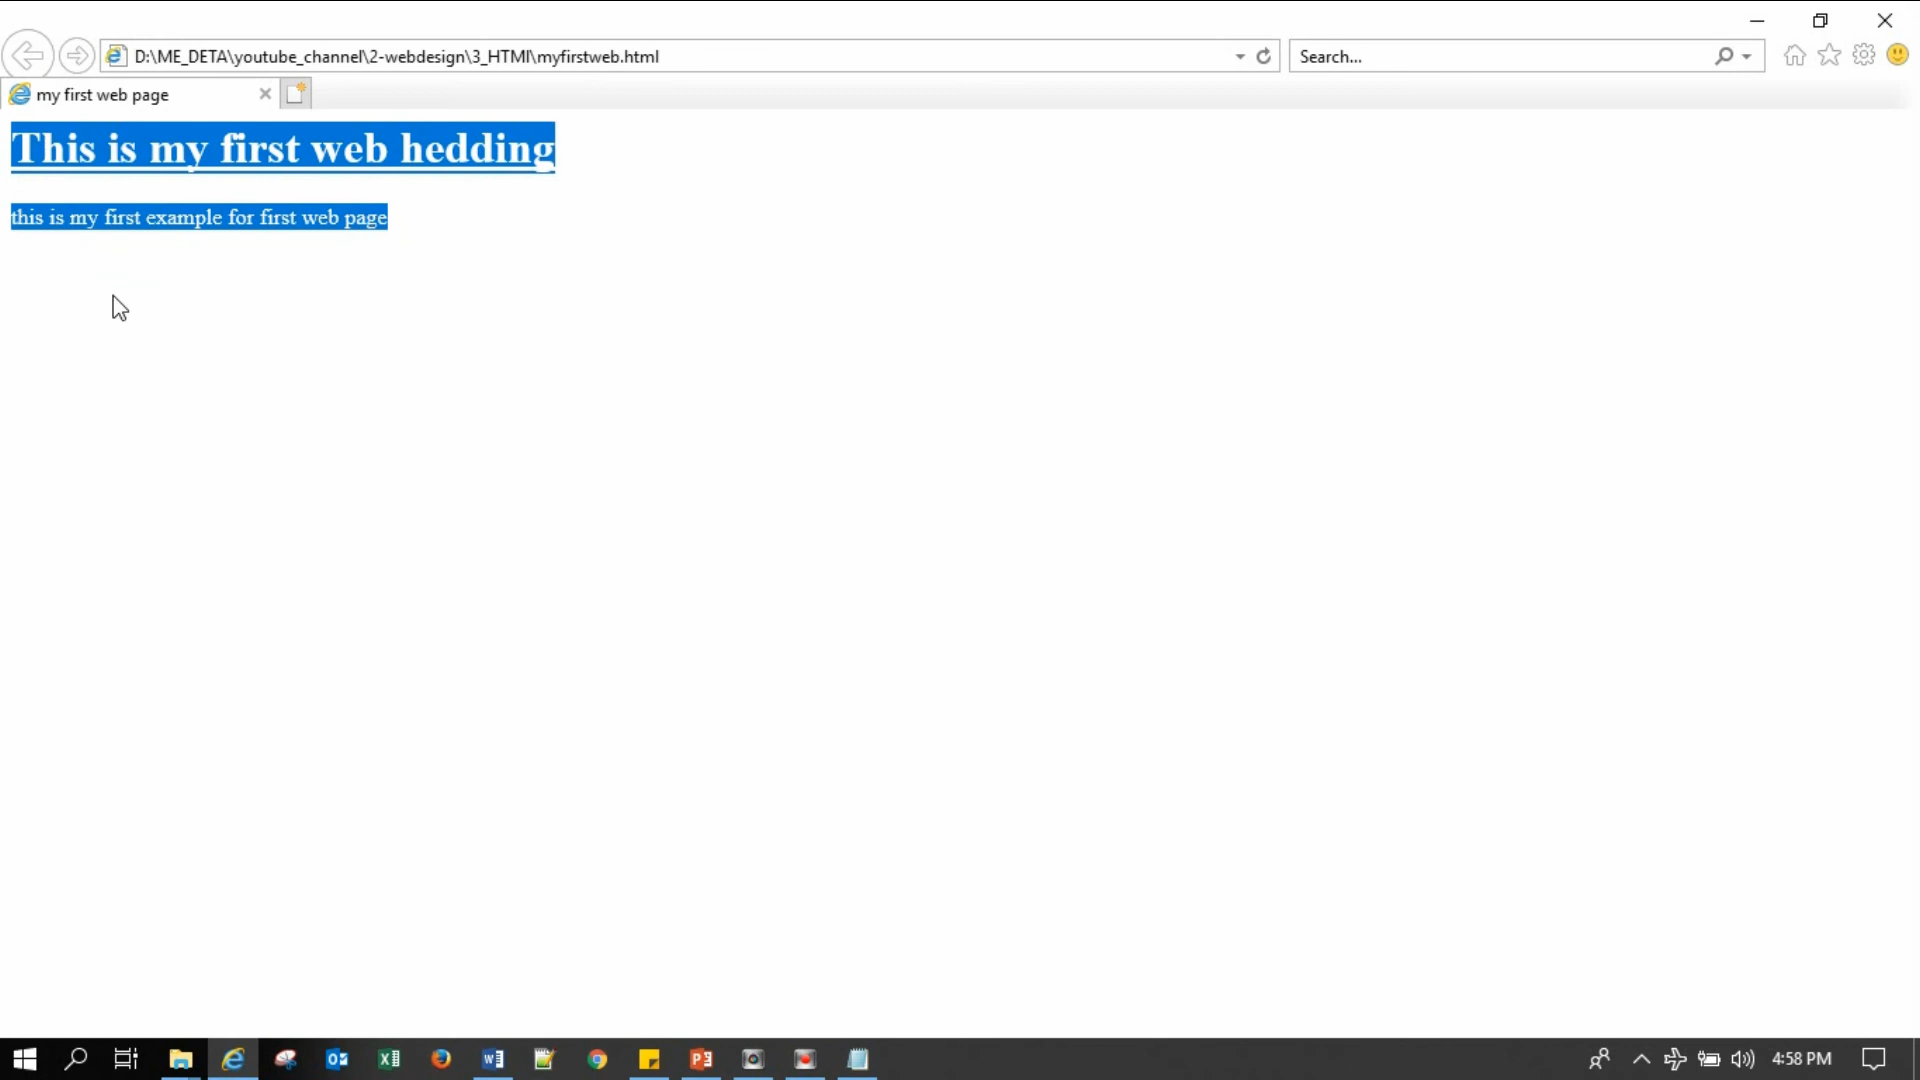 D:\ME_DETA\youtube_channel\2-webdesign\3_HTMl\myfirstweb.html
Search...
my first web page
This is my first web hedding
this is my first example for first web page
4:58 PM